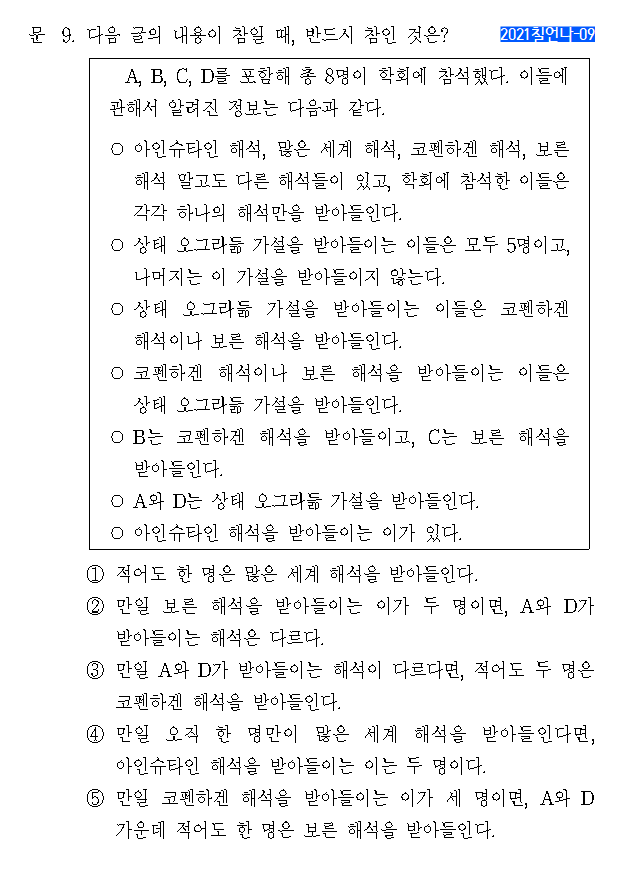 문 9. 다음 글의 내용이 참일 때, 반드시 참인 것은? 2021칠언나-09
A, B, C, D를 포함해 총 8명이 학회에 참석했다. 이들에
관해서 알려진 정보는 다음과 같다.
○ 아인슈타인 해석, 많은 세계 해석, 코펜하겐 해석, 보른
해석 말고도 다른 해석들이 있고, 학회에 참석한 이들은
각각 하나의 해석만을 받아들인다.
○ 상태 오그라듦 가설을 받아들이는 이들은 모두 5명이고,
나머지는 이 가설을 받아들이지 않는다.
○ 상태 오그라듦 가설을 받아들이는 이들은 코펜하겐
해석이나 보른 해석을 받아들인다.
○ 코펜하겐 해석이나 보른 해석을 받아들이는 이들은
상태 오그라듦 가설을 받아들인다.
○ B는 코펜하겐 해석을 받아들이고, C는 보른 해석을
받아들인다.
○ A와 D는 상태 오그라듦 가설을 받아들인다.
○ 아인슈타인 해석을 받아들이는 이가 있다.
① 적어도 한 명은 많은 세계 해석을 받아들인다.
② 만일 보른 해석을 받아들이는 이가 두 명이면, A와 D가
받아들이는 해석은 다르다.
③ 만일 A와 D가 받아들이는 해석이 다르다면, 적어도 두 명은
코펜하겐 해석을 받아들인다.
④ 만일 오직 한 명만이 많은 세계 해석을 받아들인다면,
아인슈타인 해석을 받아들이는 이는 두 명이다.
⑤ 만일 코펜하겐 해석을 받아들이는 이가 세 명이면, A와 D
가운데 적어도 한 명은 보른 해석을 받아들인다.